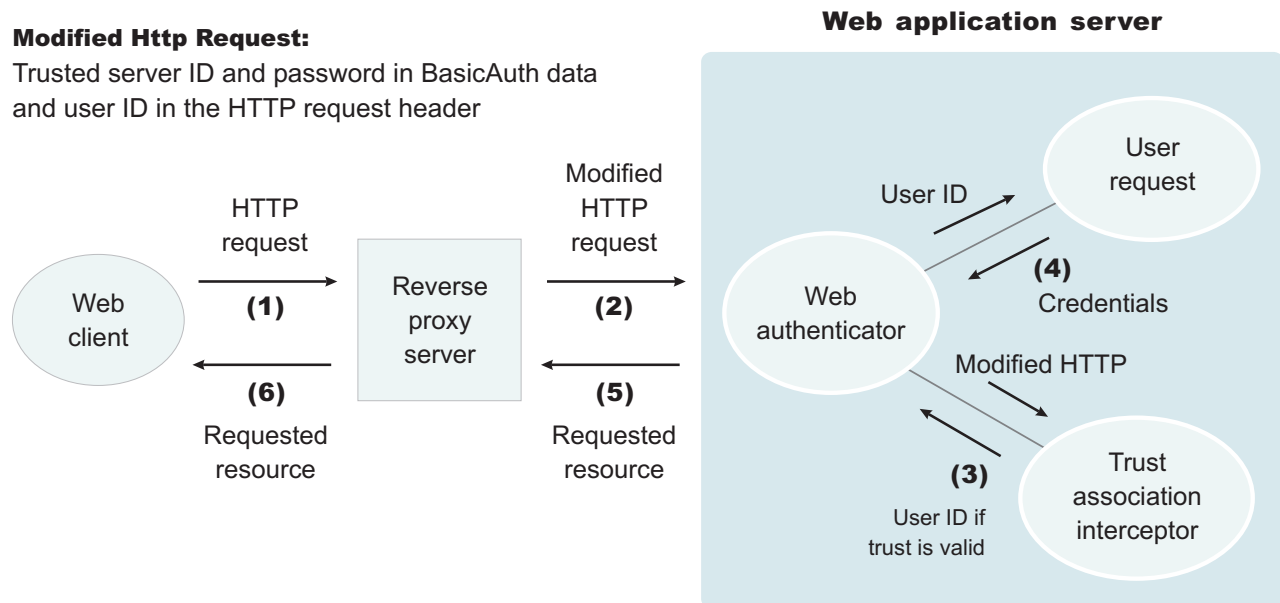 Web application server
Modified Http Request:
Trusted server ID and password in BasicAuth data
and user ID in the HTTP request header
HTTP
request
(1)
Modified
HTTP
request
(2)
Web
client
Reverse
proxy
server
(6)
Requested
resource
(5)
Requested
resource
User
request
User ID
(4)
Credentials
Web
authenticator
Modified HTTP
(3)
User ID if
trust is valid
Trust
association
interceptor